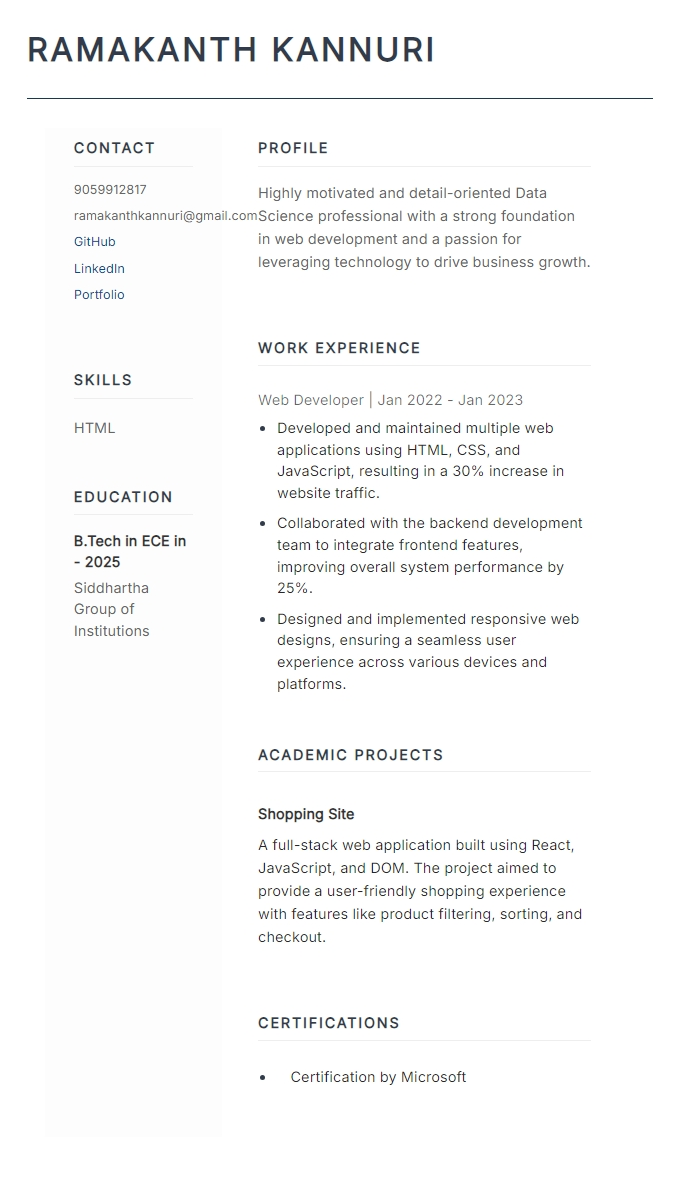 RAMAKANTH KANNURI
CONTACT
9059912817
ramakanthkannuri@gmail.com
GitHub
LinkedIn
Portfolio
SKILLS
HTML
EDUCATION
B.Tech in ECE in
- 2025
Siddhartha
Group of
Institutions
PROFILE
Highly motivated and detail-oriented Data
Science professional with a strong foundation
in web development and a passion for
leveraging technology to drive business growth.
WORK EXPERIENCE
Web Developer | Jan 2022 - Jan 2023
• Developed and maintained multiple web
applications using HTML, CSS, and
JavaScript, resulting in a 30% increase in
website traffic.
• Collaborated with the backend development
team to integrate frontend features,
improving overall system performance by
25%.
• Designed and implemented responsive web
designs, ensuring a seamless user
experience across various devices and
platforms.
ACADEMIC PROJECTS
Shopping Site
A full-stack web application built using React,
JavaScript, and DOM. The project aimed to
provide a user-friendly shopping experience
with features like product filtering, sorting, and
checkout.
CERTIFICATIONS
• Certification by Microsoft